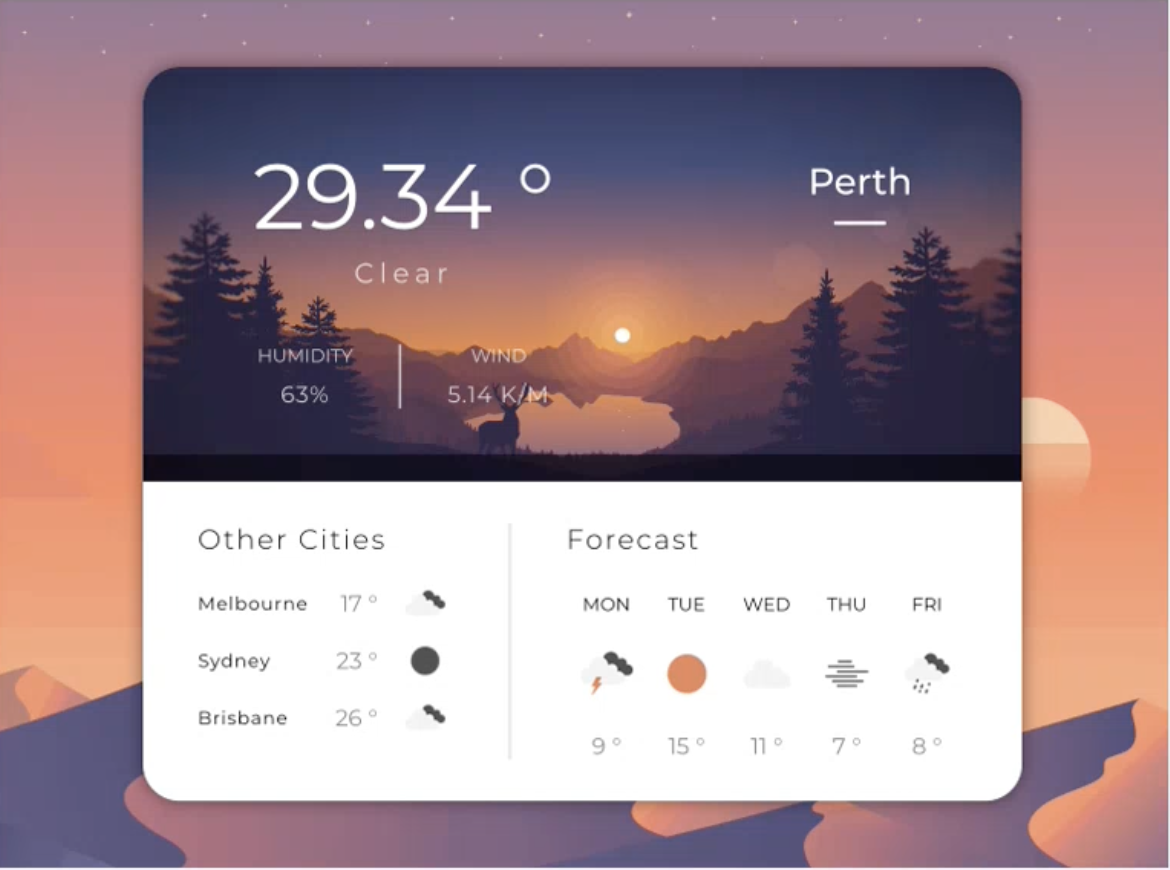 29.34 °
Perth
Clear
HUMIDITY
WIND
63%
5.14 K/M
Other Cities
Melbourne 17 °
Sydney 23 °
Brisbane 26 °
Forecast
MON TUE WED THU FRI
9 ° 15 ° 11 ° 7 ° 8 °